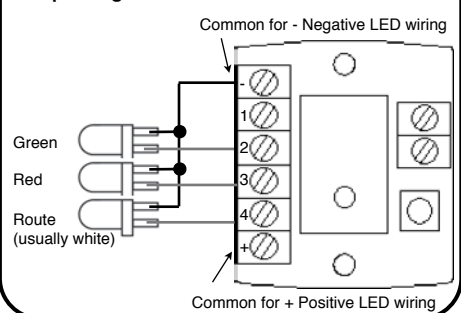 Common for - Negative LED wiring
-
1
2
3
4
+
Green
Red
Route
(usually white)
Common for + Positive LED wiring